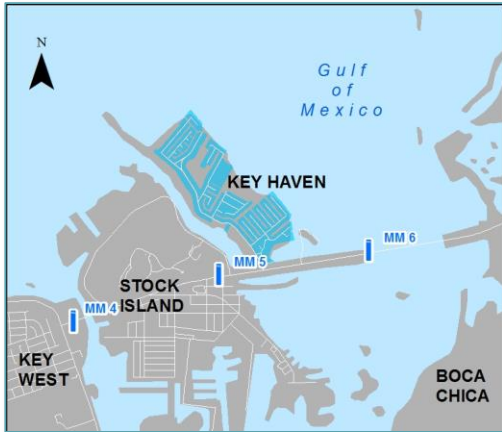 N
Gulf
of
Mexico
KEY HAVEN
MM 6
MM 5
STOCK
ISLAND
MM 4
KEY
WEST
BOCA
CHICA